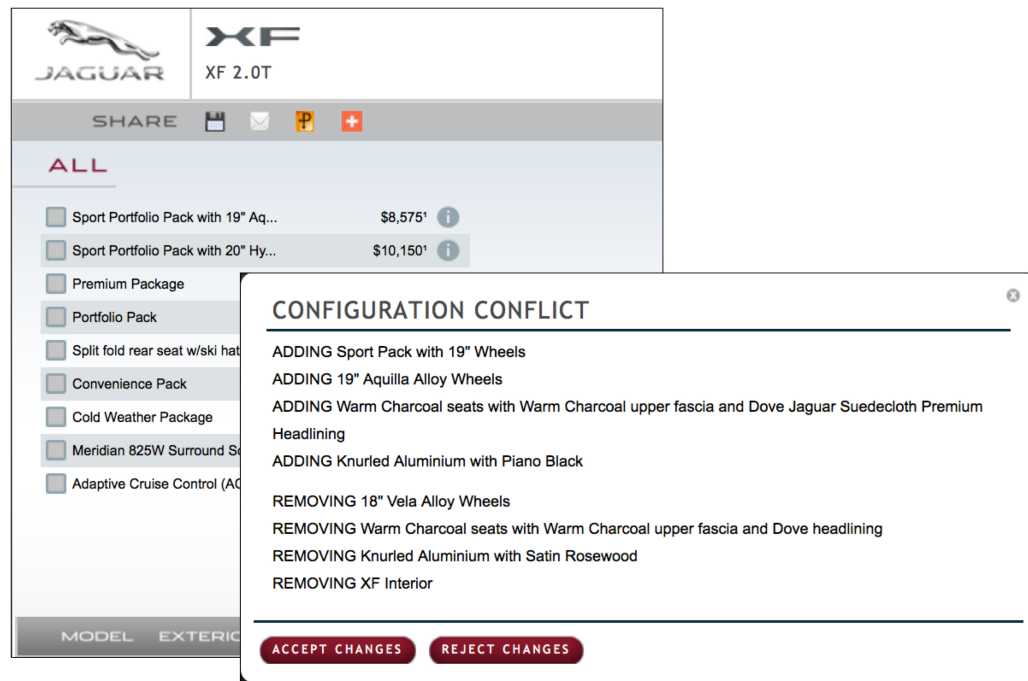 XF
JAGUAR
XF 2.0T
SHARE
ALL
Sport Portfolio Pack with 19" Aq... $8,575¹ i
Sport Portfolio Pack with 20" Hy... $10,150¹ i
Premium Package
Portfolio Pack
Split fold rear seat w/ski hat
Convenience Pack
Cold Weather Package
Meridian 825W Surround So
Adaptive Cruise Control (AC
MODEL EXTERIO
CONFIGURATION CONFLICT
ADDING Sport Pack with 19" Wheels
ADDING 19" Aquilla Alloy Wheels
ADDING Warm Charcoal seats with Warm Charcoal upper fascia and Dove Jaguar Suedecloth Premium
Headlining
ADDING Knurled Aluminium with Piano Black
REMOVING 18" Vela Alloy Wheels
REMOVING Warm Charcoal seats with Warm Charcoal upper fascia and Dove headlining
REMOVING Knurled Aluminium with Satin Rosewood
REMOVING XF Interior
ACCEPT CHANGES REJECT CHANGES